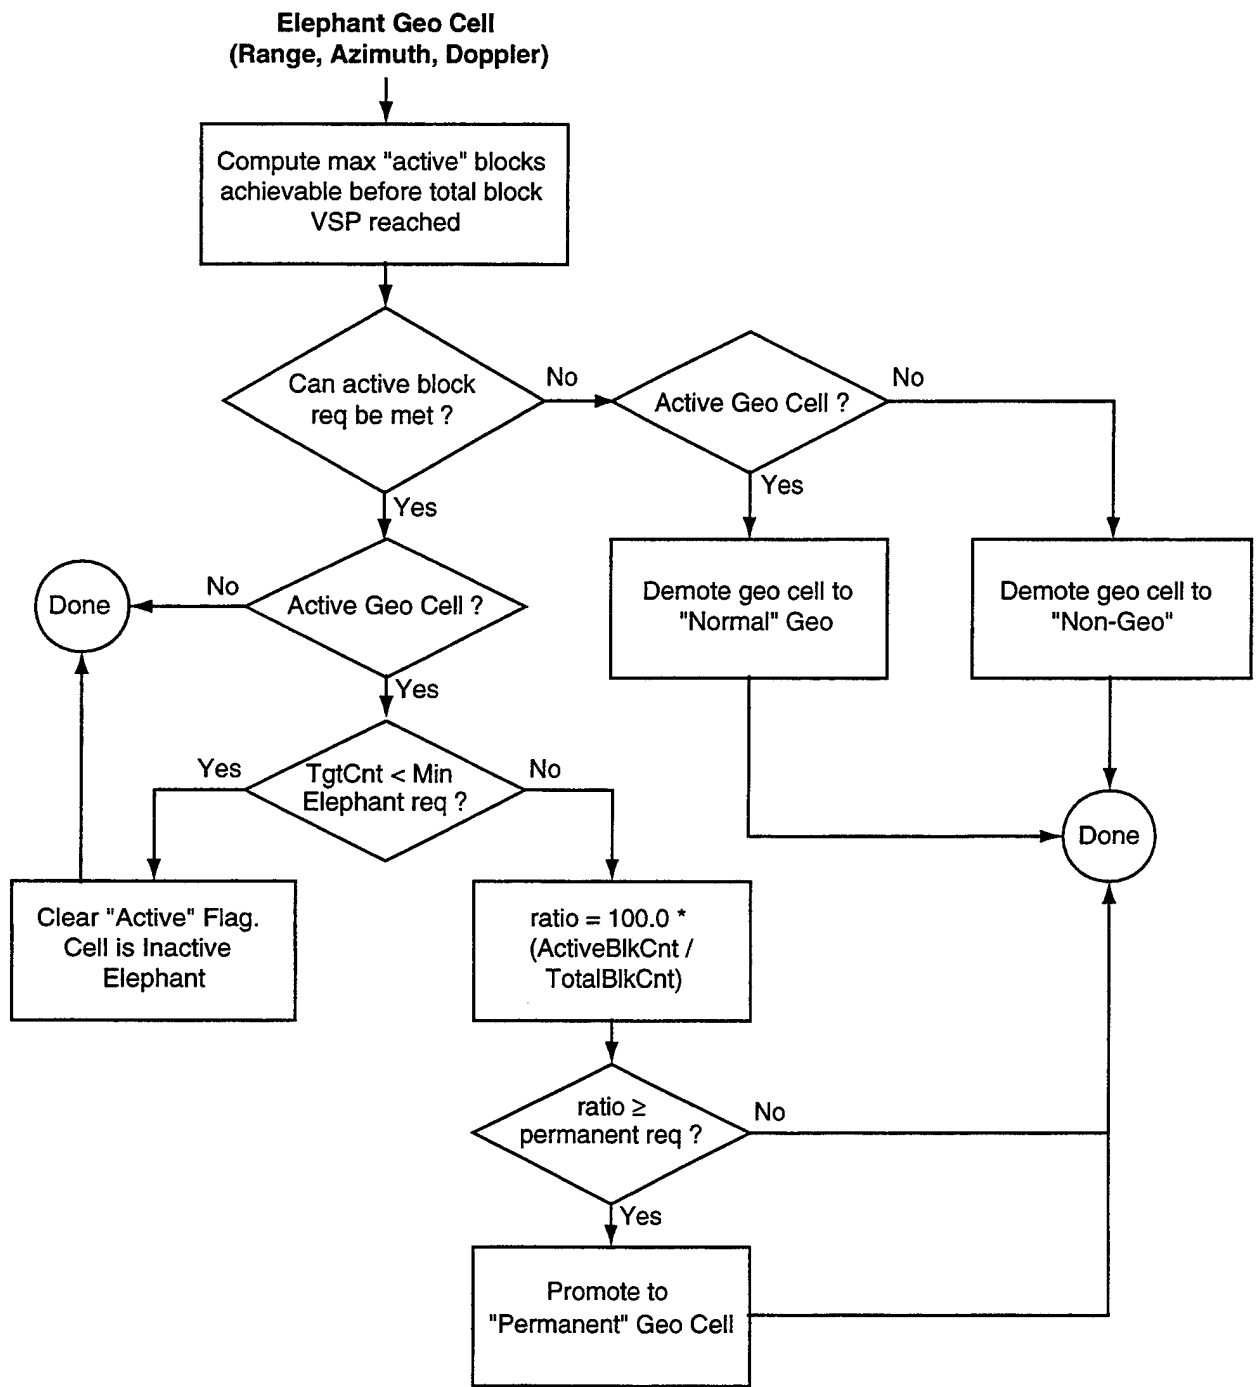 Elephant Geo Cell
(Range, Azimuth, Doppler)
Compute max "active" blocks
achievable before total block
VSP reached
Can active block
req be met ?
No
Active Geo Cell ?
No
Yes
Yes
Demote geo cell to
"Normal" Geo
Demote geo cell to
"Non-Geo"
Done
No
Active Geo Cell ?
Yes
Yes
TgtCnt < Min
Elephant req ?
No
Done
Clear "Active" Flag.
Cell is Inactive
Elephant
ratio = 100.0 *
(ActiveBlkCnt /
TotalBlkCnt)
ratio ≥
permanent req ?
No
Yes
Promote to
"Permanent" Geo Cell